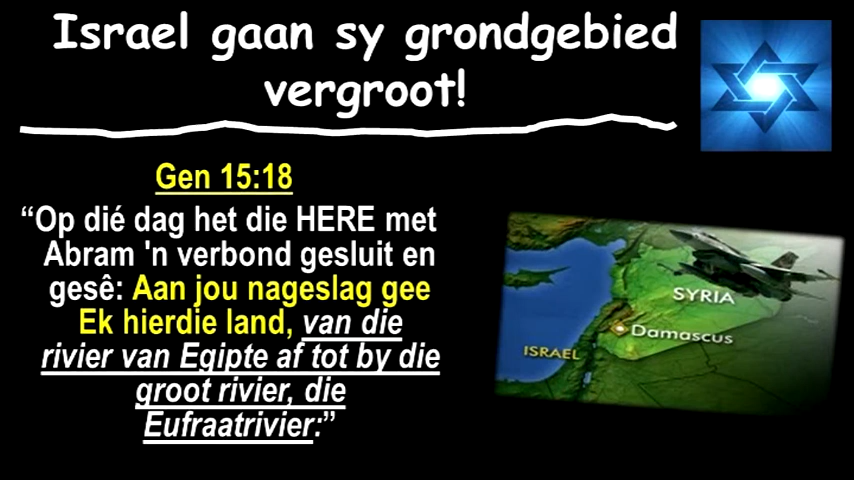 Israel gaan sy grondgebied
vergroot!
Gen 15:18
“Op dié dag het die HERE met
Abram 'n verbond gesluit en
gesê: Aan jou nageslag gee
Ek hierdie land, van die
rivier van Egipte af tot by die
groot rivier, die
Eufraatrivier:”
SYRIA
Damascus
ISRAEL